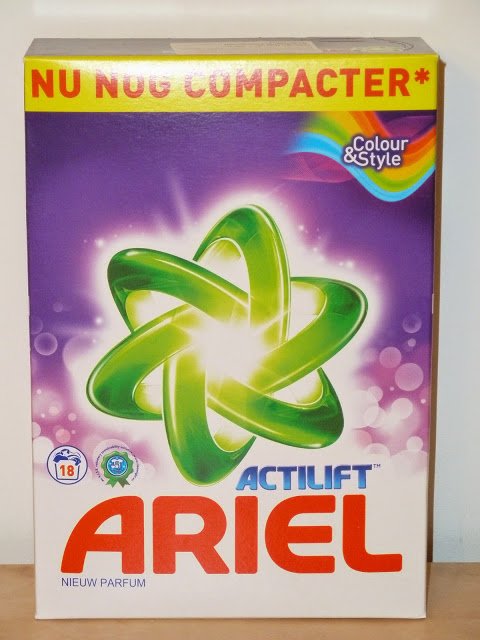 NU NOG COMPACTER*
Colour
&Style
18
ACTILIFT™
ARIEL
NIEUW PARFUM